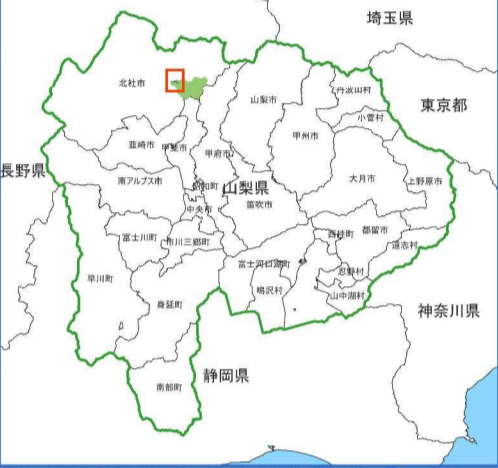 埼玉県
北杜市
丹波山村
山梨市
東京都
小菅村
甲州市
韮崎市
甲斐市
甲府市
長野県
南アルプス市
昭和町
山梨県
大月市
上野原市
中央市
笛吹市
富士川町
市川三郷町
西桂町
都留市
道志村
富士河口湖町
忍野村
早川町
鳴沢村
山中湖村
身延町
神奈川県
静岡県
南部町